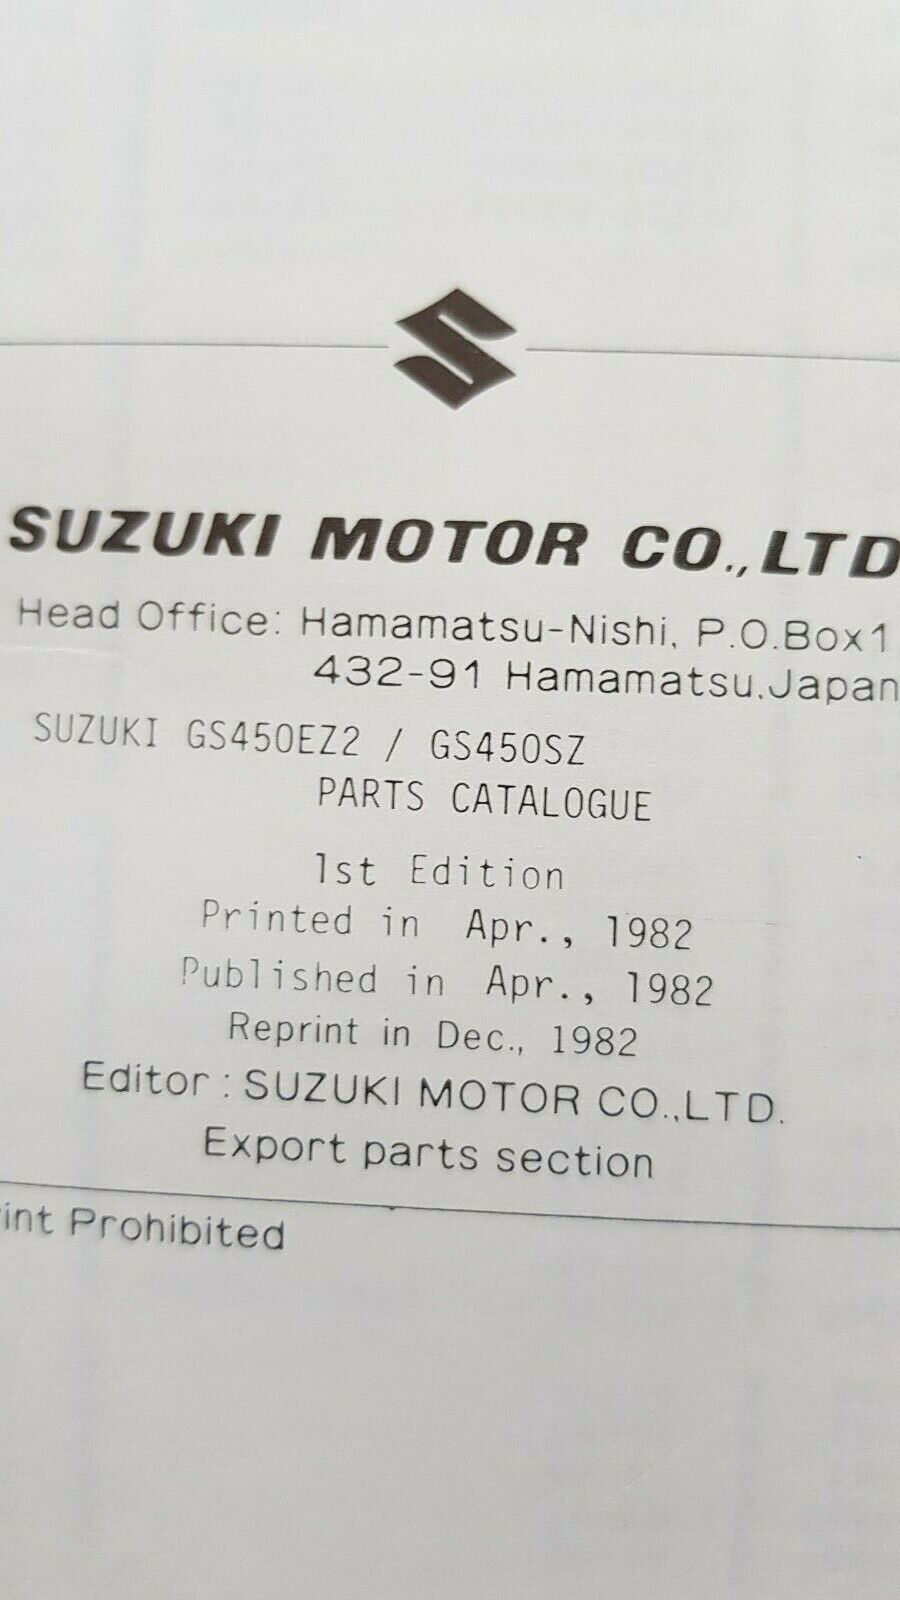 SUZUKI MOTOR CO.,LTD
Head Office: Hamamatsu-Nishi, P.O.Box1
432-91 Hamamatsu,Japan
SUZUKI GS450EZ2 / GS450SZ
PARTS CATALOGUE
1st Edition
Printed in Apr., 1982
Published in Apr., 1982
Reprint in Dec., 1982
Editor : SUZUKI MOTOR CO.,LTD.
Export parts section
Prohibited